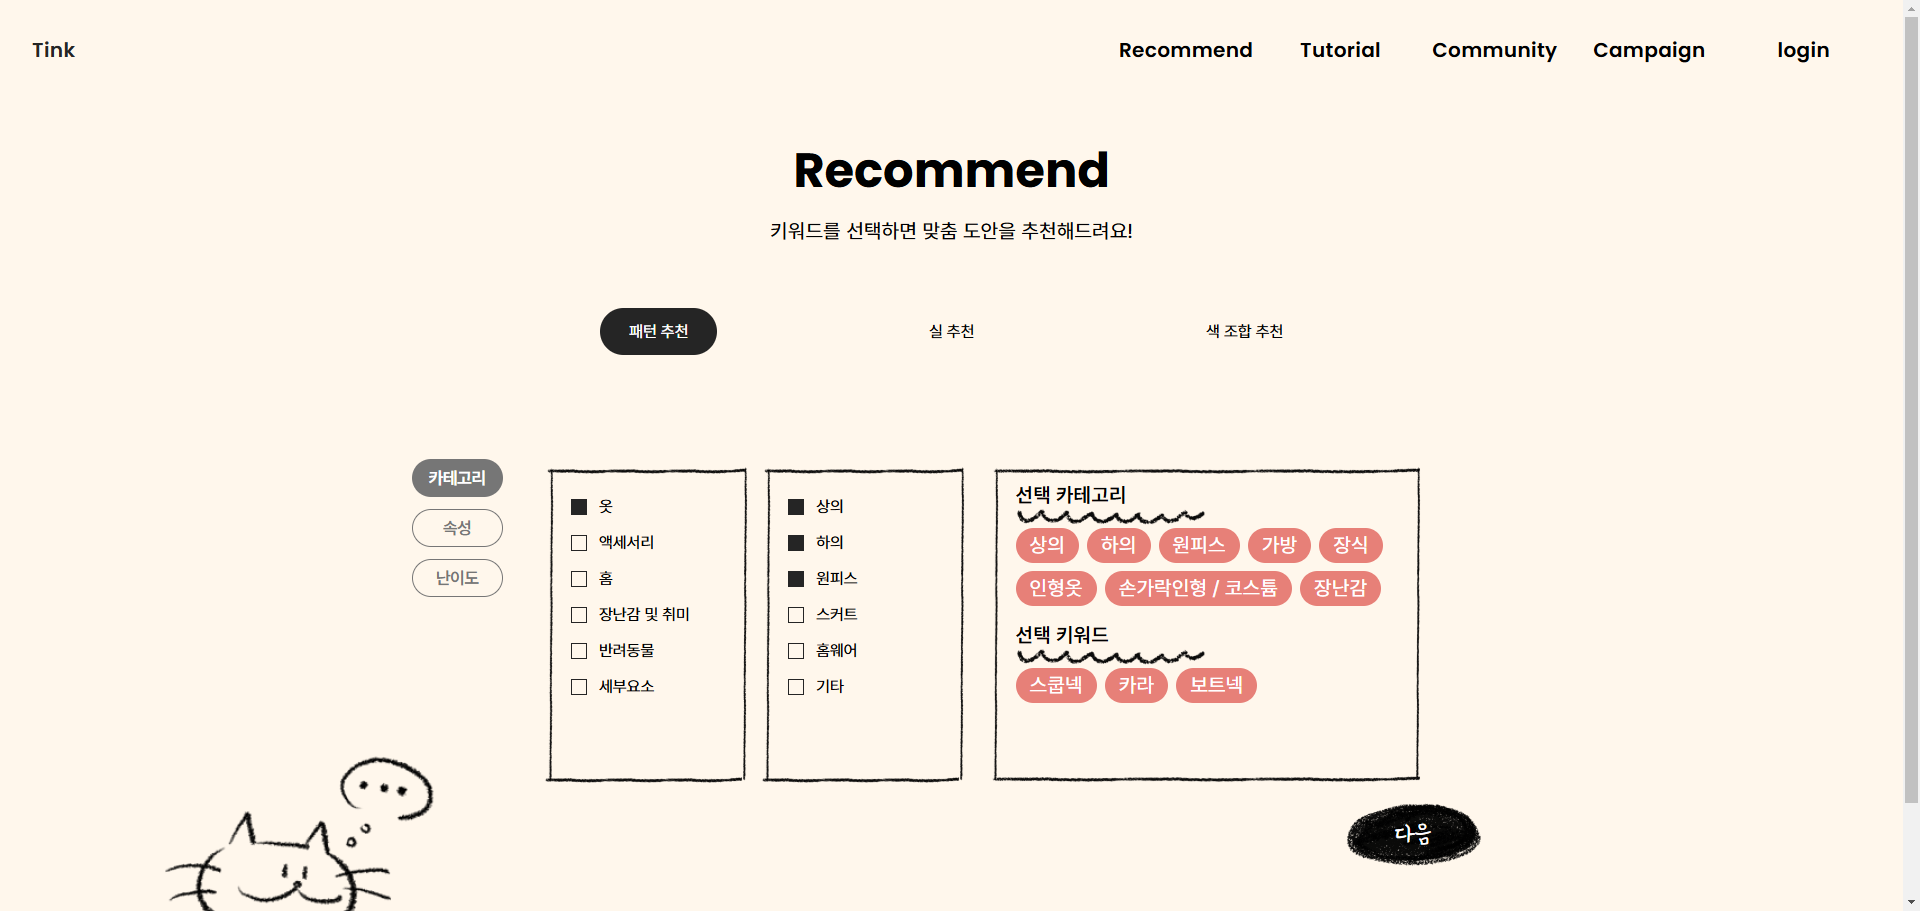 Tink
Recommend Tutorial Community Campaign login
Recommend
키워드를 선택하면 맞춤 도안을 추천해드려요!
패턴 추천 실 추천 색 조합 추천
카테고리
속성
난이도
옷
액세서리
홈
장난감 및 취미
반려동물
세부요소
상의
하의
원피스
스커트
홈웨어
기타
선택 카테고리
상의 하의 원피스 가방 장식
인형옷 손가락인형 / 코스튬 장난감
선택 키워드
스쿱넥 카라 보트넥
다음